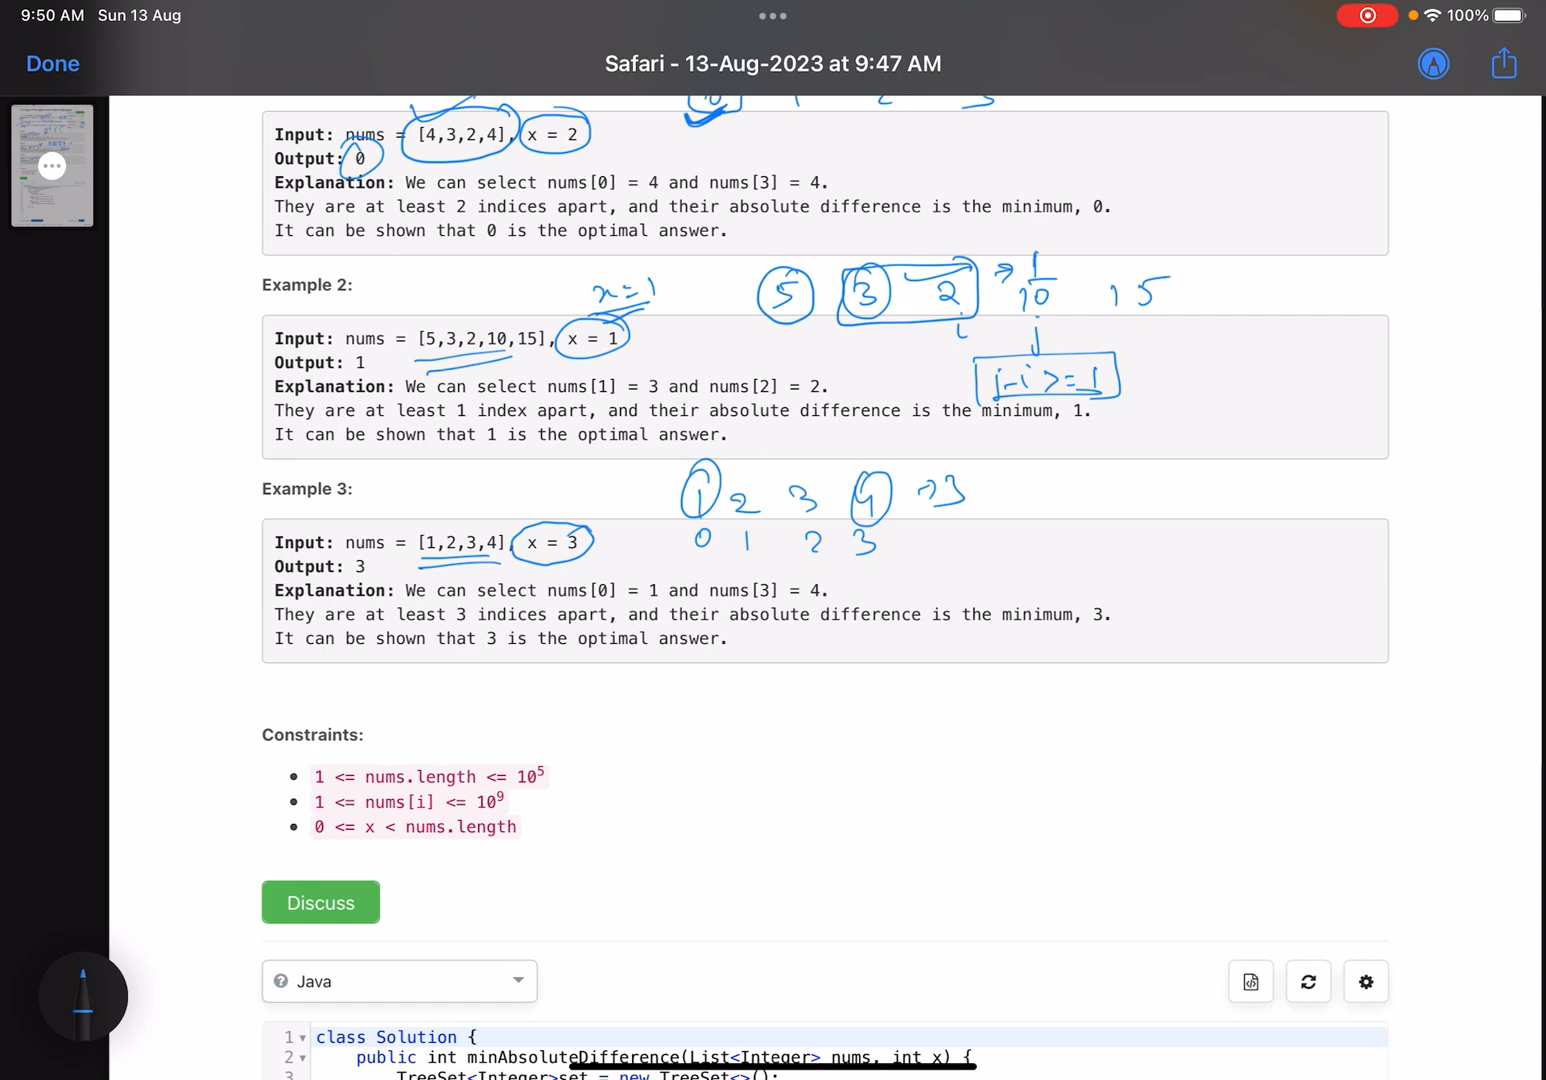 9:50 AM Sun 13 Aug
100%
Done
Safari - 13-Aug-2023 at 9:47 AM
Input: nums = [4,3,2,4], x = 2
Output: 0
Explanation: We can select nums[0] = 4 and nums[3] = 4.
They are at least 2 indices apart, and their absolute difference is the minimum, 0.
It can be shown that 0 is the optimal answer.
Example 2:
x=1
5 3 2 → 1
10 15
i j
j-i >= 1
nums = [5,3,2,10,15], x = 1
Output: 1
Explanation: We can select nums[1] = 3 and nums[2] = 2.
They are at least 1 index apart, and their absolute difference is the minimum, 1.
It can be shown that 1 is the optimal answer.
Example 3:
1 2 3 4 →3
0 1 2 3
Input: nums = [1,2,3,4], x = 3
Output: 3
Explanation: We can select nums[0] = 1 and nums[3] = 4.
They are at least 3 indices apart, and their absolute difference is the minimum, 3.
It can be shown that 3 is the optimal answer.
Constraints:
1 <= nums.length <= 10⁵
1 <= nums[i] <= 10⁹
0 <= x < nums.length
Discuss
Java
1 class Solution {
2 public int minAbsoluteDifference(List<Integer> nums, int x) {
3 TreeSet<Integer>set = new TreeSet<>();